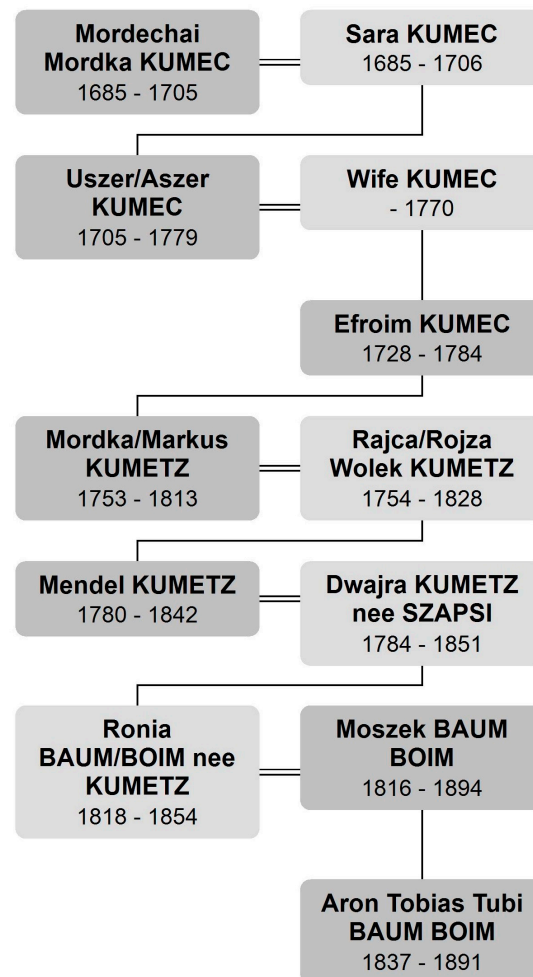 Mordechai
Mordka KUMEC
1685 - 1705
Sara KUMEC
1685 - 1706
Uszer/Aszer
KUMEC
1705 - 1779
Wife KUMEC
- 1770
Efroim KUMEC
1728 - 1784
Mordka/Markus
KUMETZ
1753 - 1813
Rajca/Rojza
Wolek KUMETZ
1754 - 1828
Mendel KUMETZ
1780 - 1842
Dwajra KUMETZ
nee SZAPSI
1784 - 1851
Ronia
BAUM/BOIM nee
KUMETZ
1818 - 1854
Moszek BAUM
BOIM
1816 - 1894
Aron Tobias Tubi
BAUM BOIM
1837 - 1891